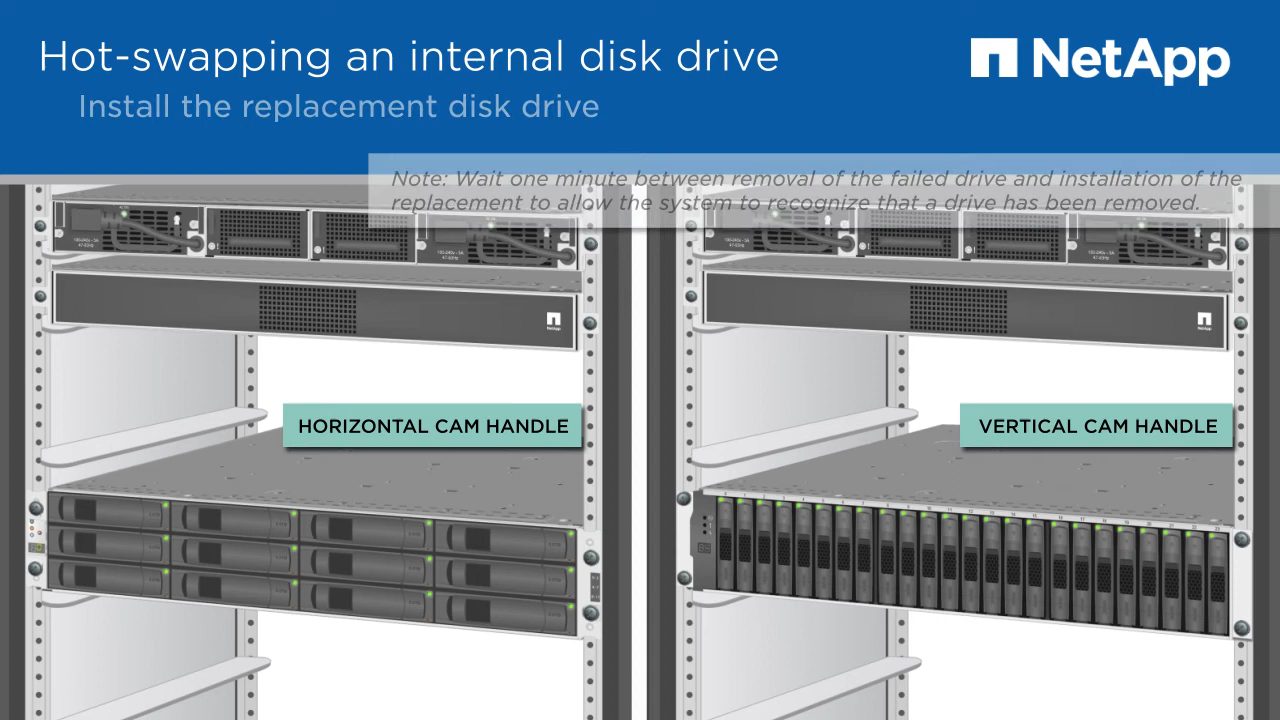 Hot-swapping an internal disk drive
NetApp
Install the replacement disk drive
Note: Wait one minute between removal of the failed drive and installation of the
replacement to allow the system to recognize that a drive has been removed.
NetApp
NetApp
HORIZONTAL CAM HANDLE
VERTICAL CAM HANDLE